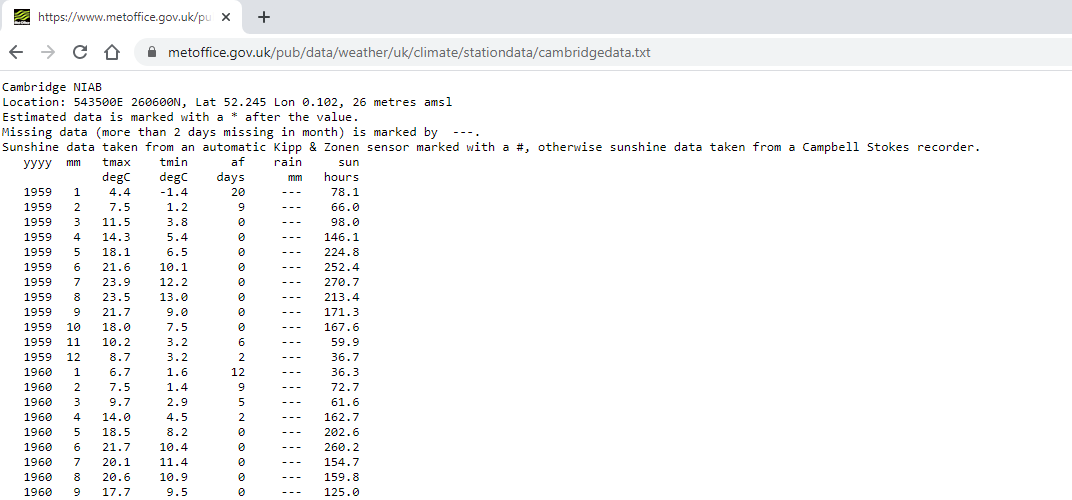 https://www.metoffice.gov.uk/pu
metoffice.gov.uk/pub/data/weather/uk/climate/stationdata/cambridgedata.txt
Cambridge NIAB
Location: 543500E 260600N, Lat 52.245 Lon 0.102, 26 metres amsl
Estimated data is marked with a * after the value.
Missing data (more than 2 days missing in month) is marked by  ---.
Sunshine data taken from an automatic Kipp & Zonen sensor marked with a #, otherwise sunshine data taken from a Campbell Stokes recorder.
yyyy mm tmax tmin af rain sun
degC degC days mm hours
1959 1 4.4 -1.4 20 --- 78.1
1959 2 7.5 1.2 9 --- 66.0
1959 3 11.5 3.8 0 --- 98.0
1959 4 14.3 5.4 0 --- 146.1
1959 5 18.1 6.5 0 --- 224.8
1959 6 21.6 10.1 0 --- 252.4
1959 7 23.9 12.2 0 --- 270.7
1959 8 23.5 13.0 0 --- 213.4
1959 9 21.7 9.0 0 --- 171.3
1959 10 18.0 7.5 0 --- 167.6
1959 11 10.2 3.2 6 --- 59.9
1959 12 8.7 3.2 2 --- 36.7
1960 1 6.7 1.6 12 --- 36.3
1960 2 7.5 1.4 9 --- 72.7
1960 3 9.7 2.9 5 --- 61.6
1960 4 14.0 4.5 2 --- 162.7
1960 5 18.5 8.2 0 --- 202.6
1960 6 21.7 10.4 0 --- 260.2
1960 7 20.1 11.4 0 --- 154.7
1960 8 20.6 10.9 0 --- 159.8
1960 9 17.7 9.5 0 --- 125.0